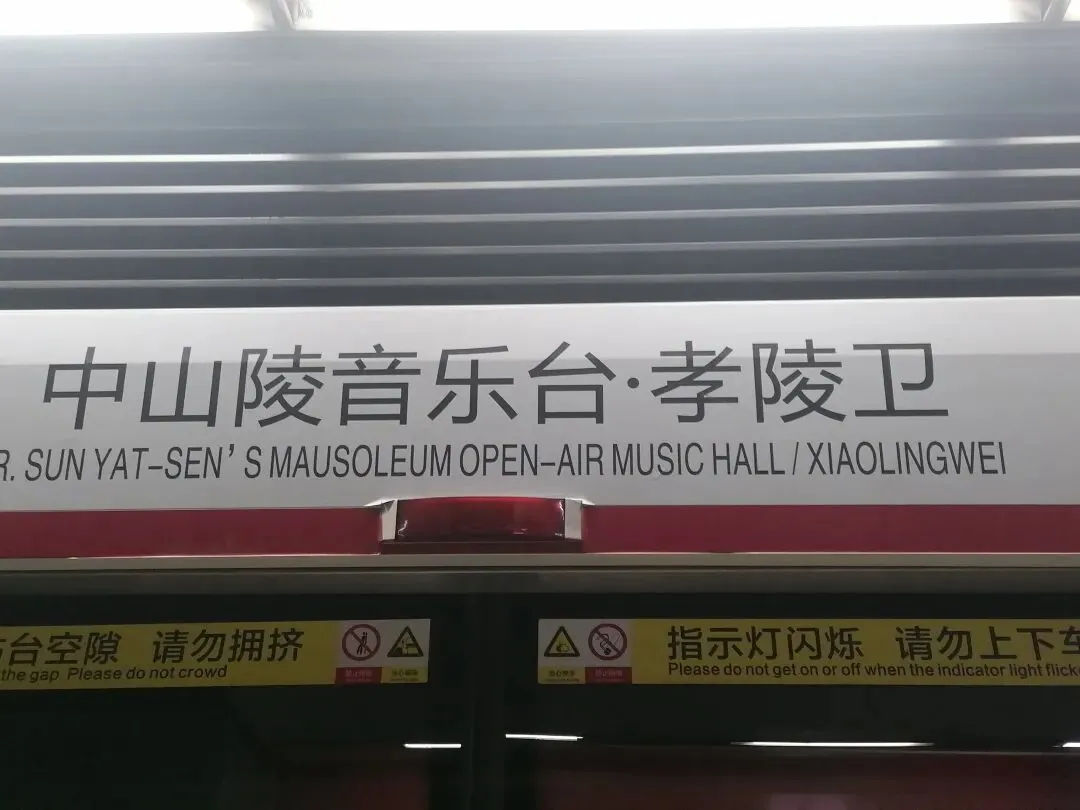 中山陵音乐台·孝陵卫
R. SUN YAT-SEN'S MAUSOLEUM OPEN-AIR MUSIC HALL / XIAOLINGWEI
台空隙 请勿拥挤
the gap Please do not crowd
指示灯闪烁 请勿上下车
Please do not get on or off when the indicator light flicke